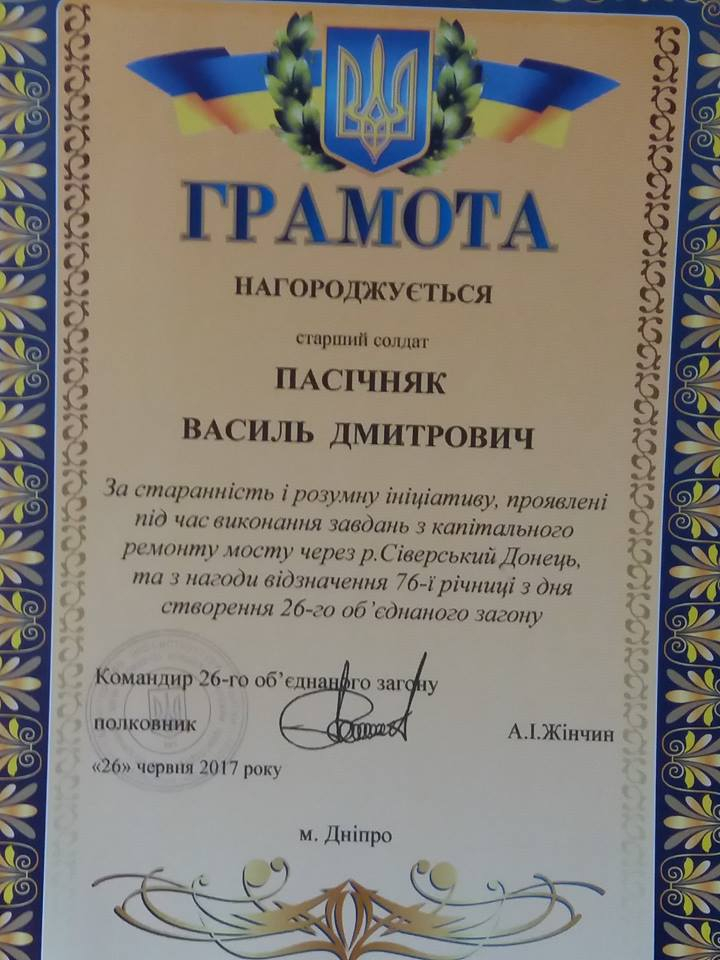 ГРАМОТА
НАГОРОДЖУЄТЬСЯ
старший солдат
ПАСІЧНЯК
ВАСИЛЬ ДМИТРОВИЧ
За старанність і розумну ініціативу, проявлені
під час виконання завдань з капітального
ремонту мосту через р.Сіверський Донець,
та з нагоди відзначення 76-ї річниці з дня
створення 26-го об’єднаного загону
Командир 26-го об’єднаного загону
полковник
А.І.Жінчин
«26» червня 2017 року
м. Дніпро